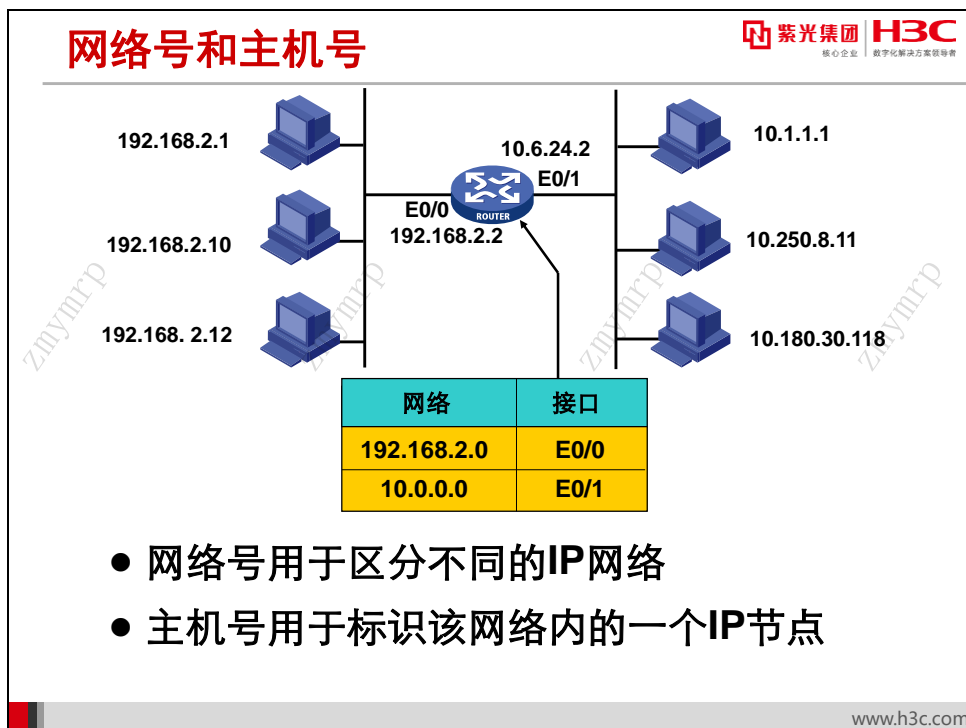 网络号和主机号
紫光集团
核心企业
H3C
数字化解决方案领导者
192.168.2.1
10.6.24.2
10.1.1.1
E0/1
E0/0
ROUTER
192.168.2.2
192.168.2.10
10.250.8.11
192.168. 2.12
10.180.30.118
zmymrp
zmymrp
zmymrp
zmymrp
网络 接口
192.168.2.0 E0/0
10.0.0.0 E0/1
● 网络号用于区分不同的IP网络
● 主机号用于标识该网络内的一个IP节点
www.h3c.com